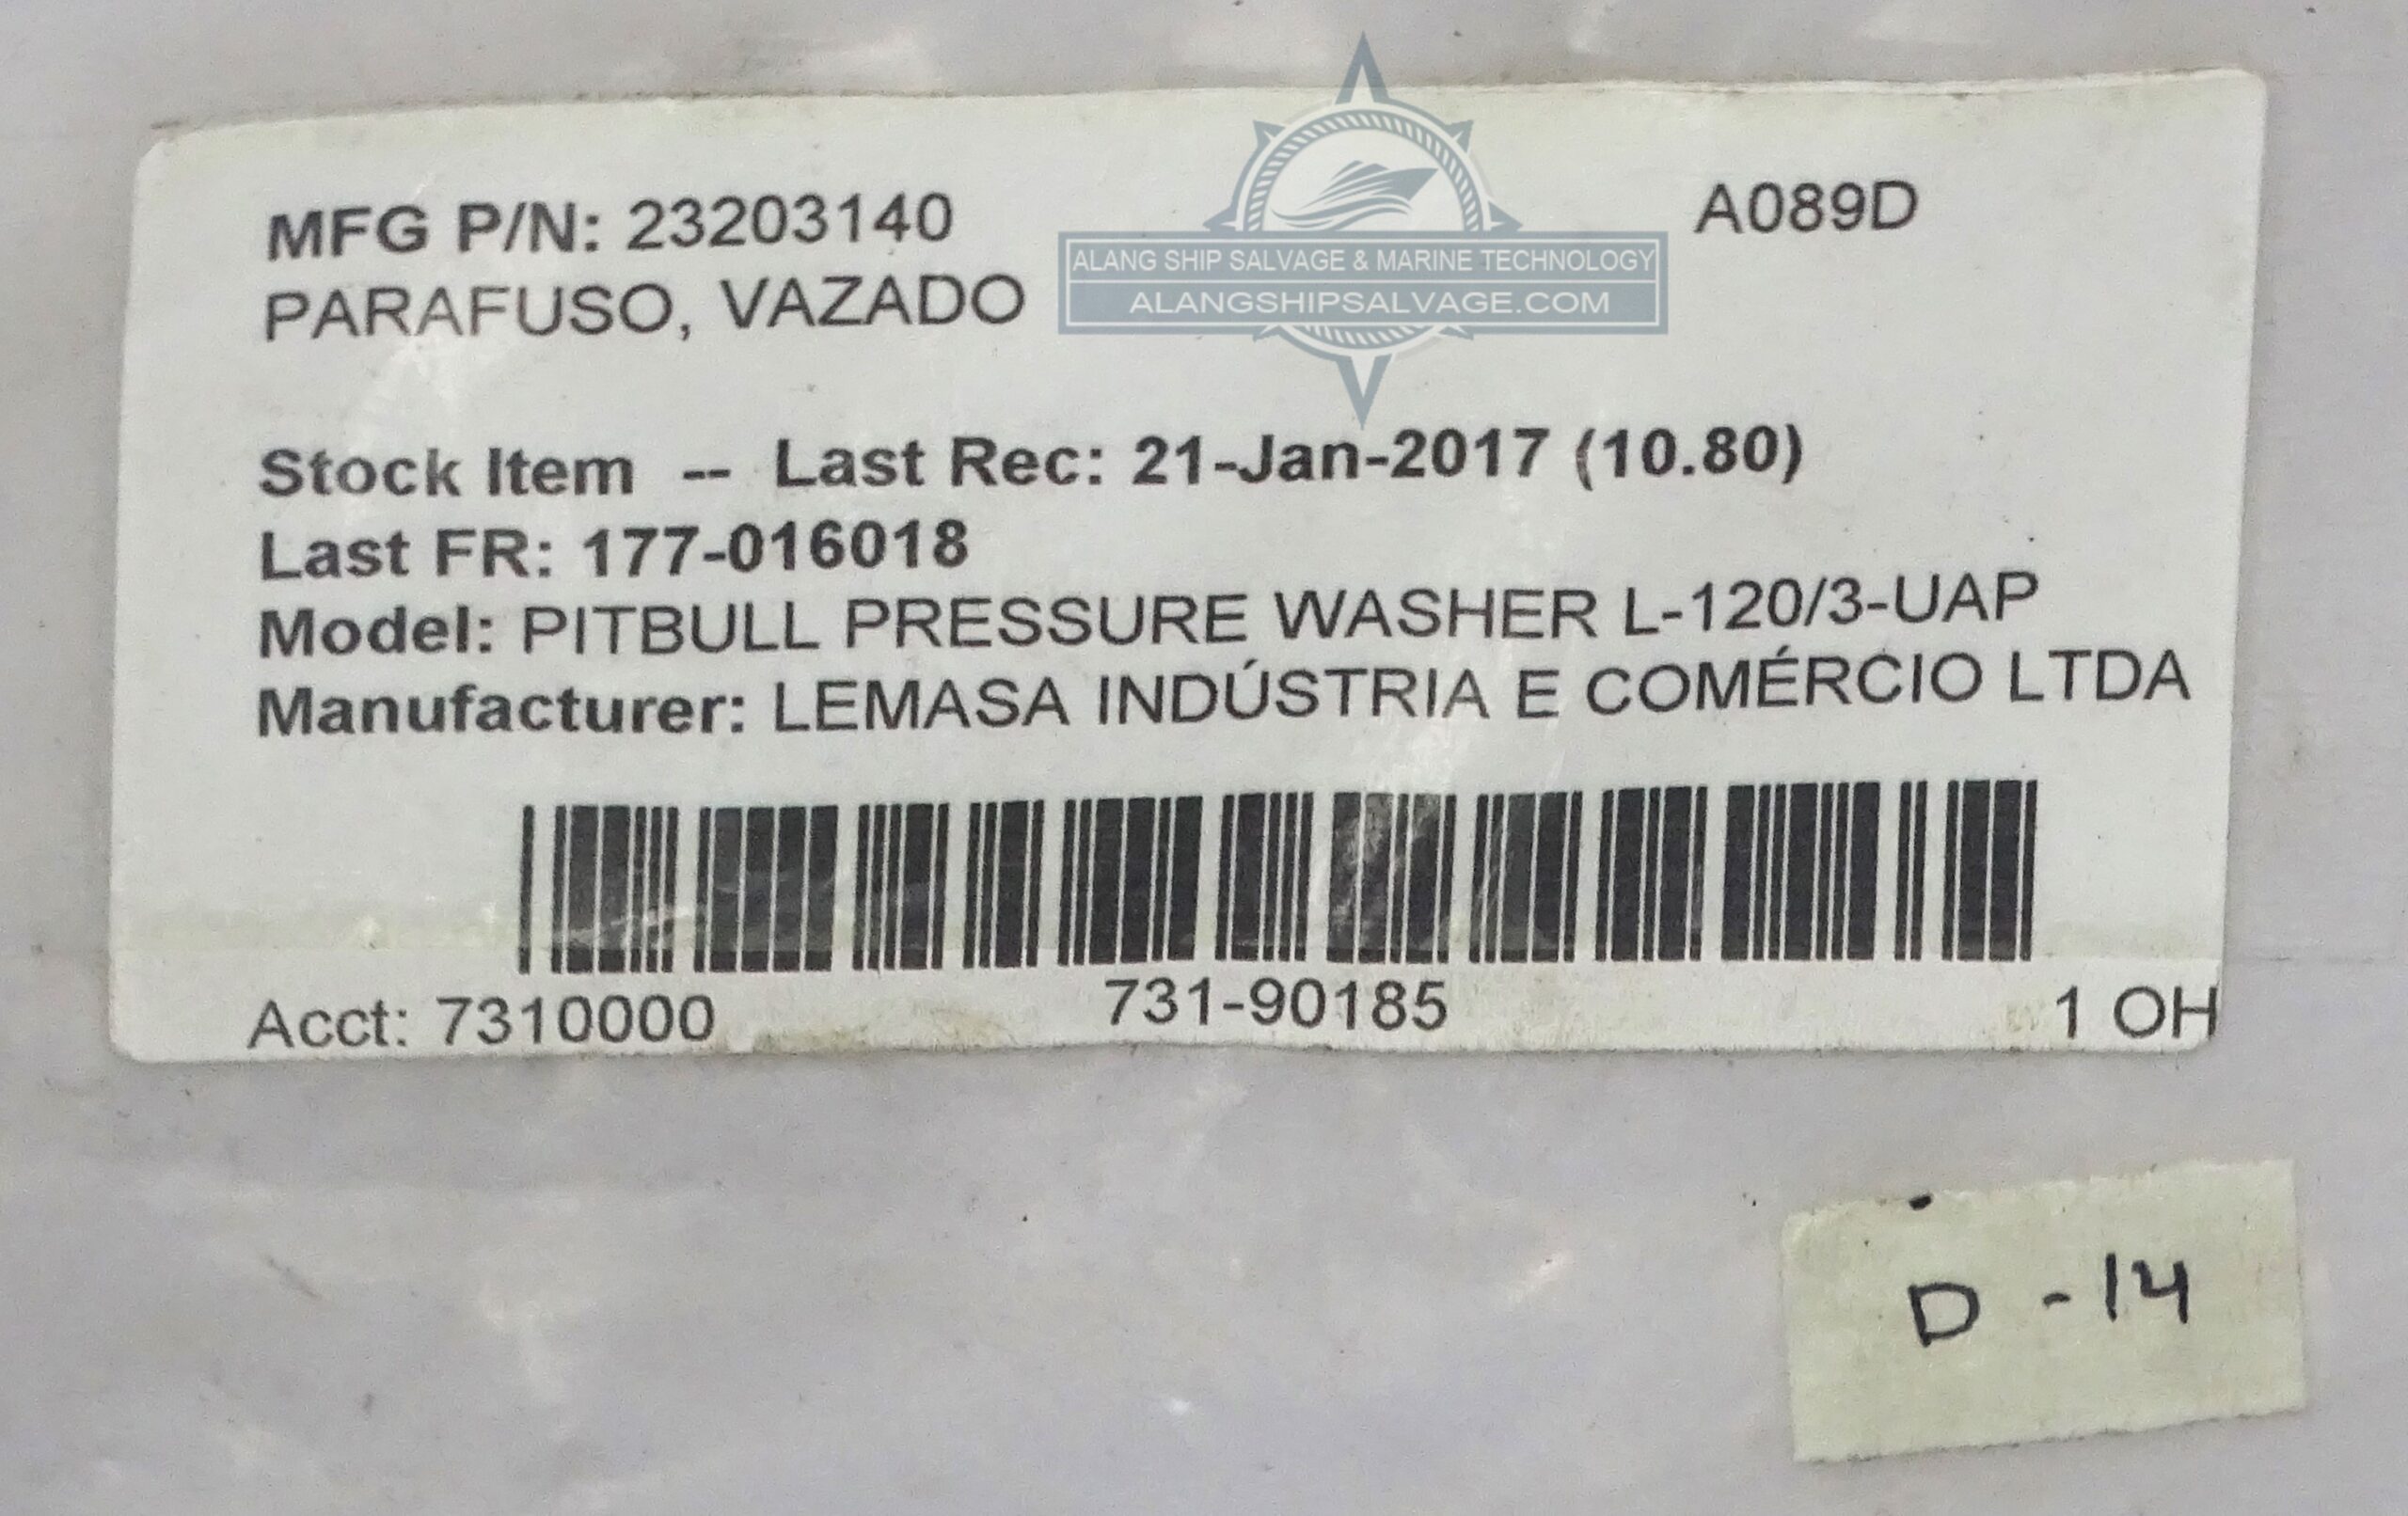 MFG P/N: 23203140
A089D
PARAFUSO, VAZADO
ALANG SHIP SALVAGE & MARINE TECHNOLOGY
ALANGSHIPSALVAGE.COM
Stock Item -- Last Rec: 21-Jan-2017 (10.80)
Last FR: 177-016018
Model: PITBULL PRESSURE WASHER L-120/3-UAP
Manufacturer: LEMASA INDÚSTRIA E COMÉRCIO LTDA
Acct: 7310000
731-90185
1 OH
D - 14